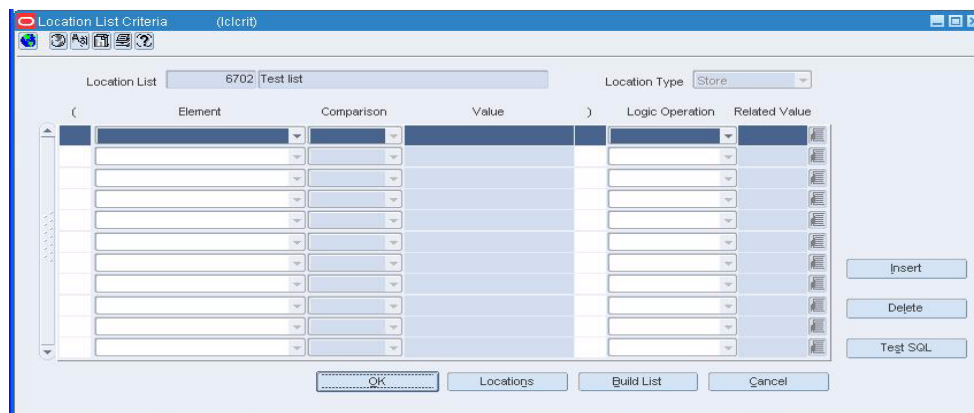 Location List Criteria (lclcrit)
Location List 6702 Test list Location Type Store
( Element Comparison Value ) Logic Operation Related Value
Insert
Delete
Test SQL
OK Locations Build List Cancel